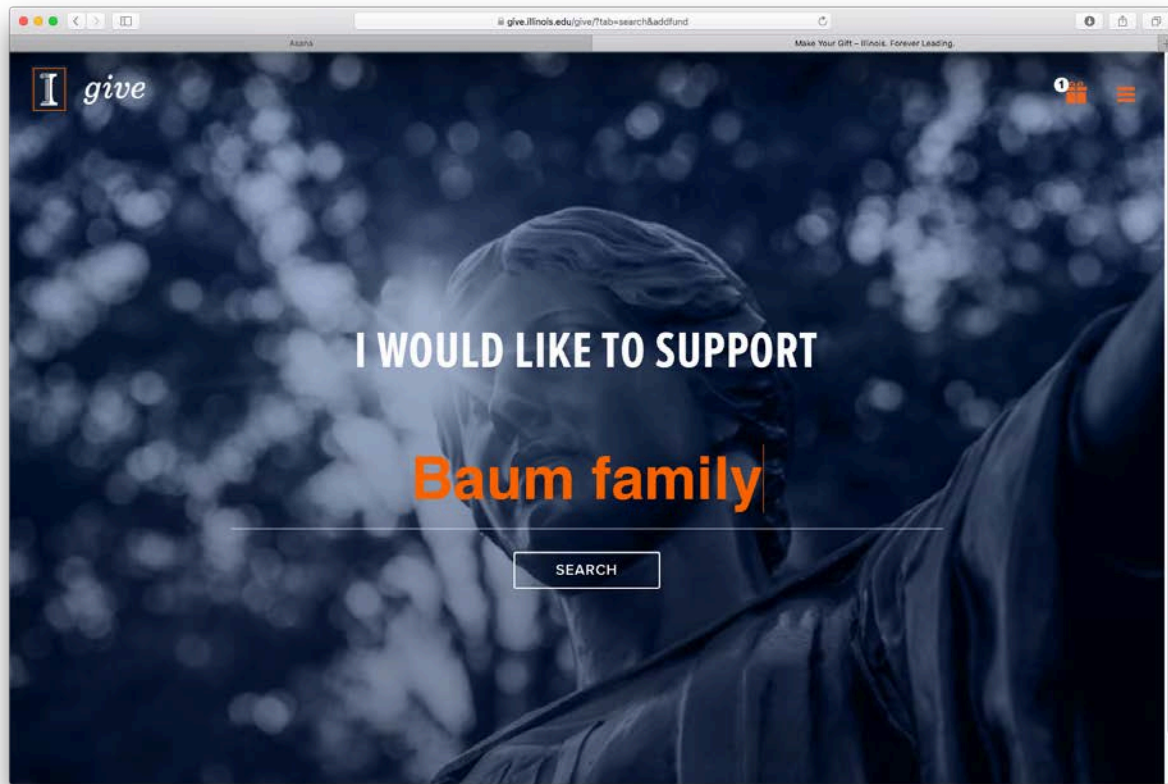 give.illinois.edu/give/?tab=search&addfund
Asana
Make Your Gift – Illinois. Forever Leading.
I give
1
I WOULD LIKE TO SUPPORT
Baum family
SEARCH